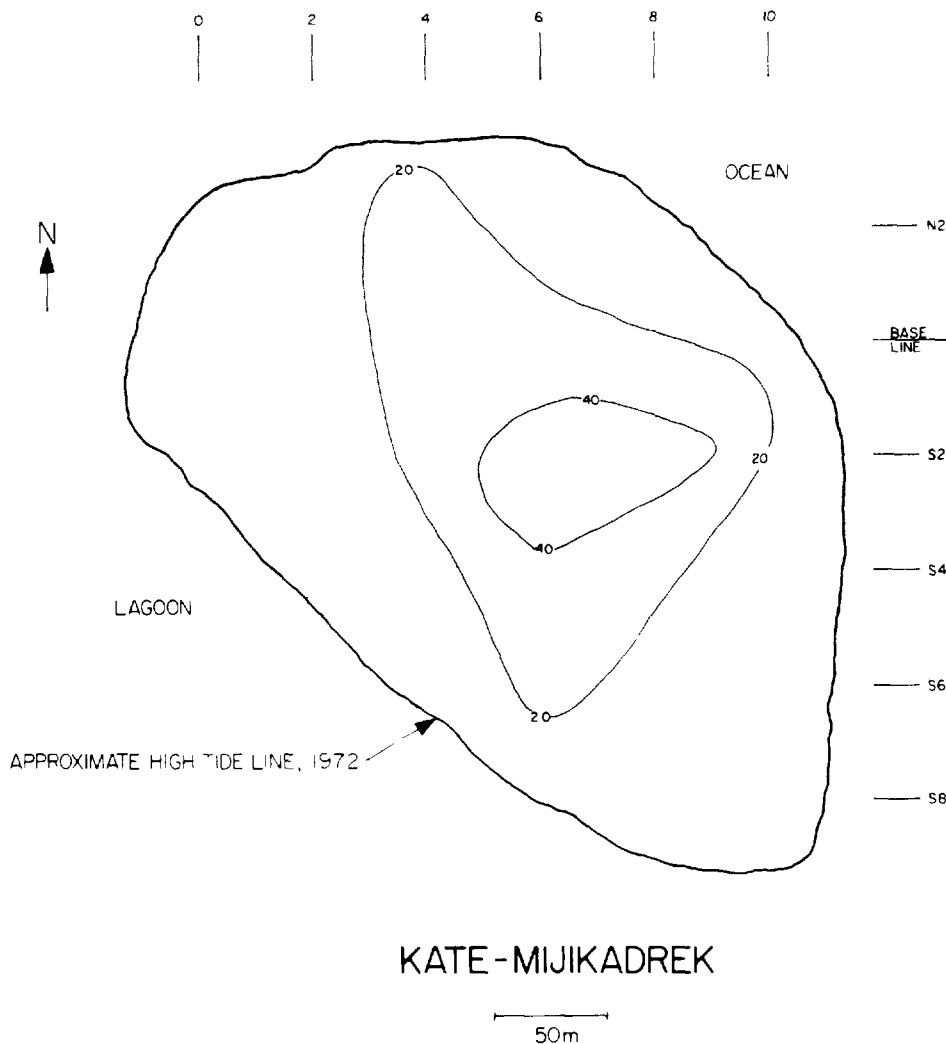 0 2 4 6 8 10
20
OCEAN
N
N2
BASE
LINE
40
S2
20
40
S4
LAGOON
S6
20
APPROXIMATE HIGH TIDE LINE, 1972
S8
KATE-MIJIKADREK
50m